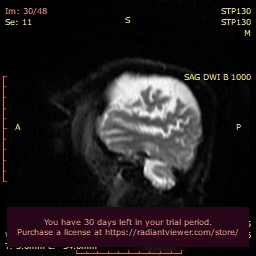 Im: 30/48
Se: 11
S
STP130
STP130
M
SAG DWI B 1000
A
P
You have 30 days left in your trial period.
Purchase a license at https://radiantviewer.com/store/